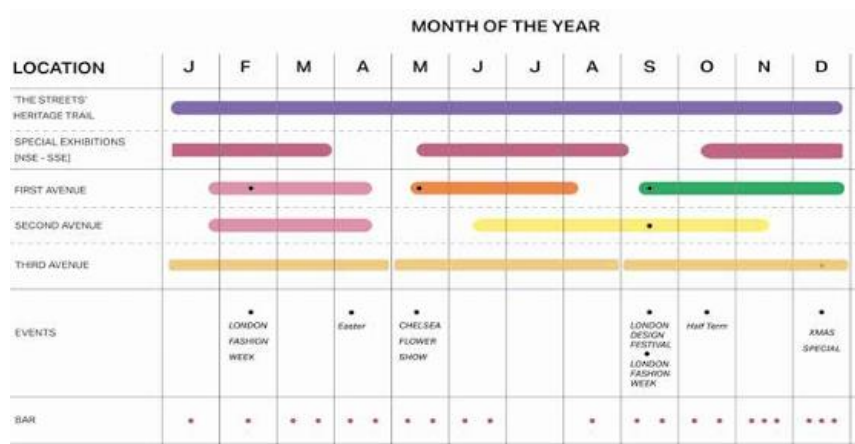 MONTH OF THE YEAR
LOCATION J F M A M J J A S O N D
'THE STREETS'
HERITAGE TRAIL
SPECIAL EXHIBITIONS
[NSE - SSE]
FIRST AVENUE
SECOND AVENUE
THIRD AVENUE
EVENTS
LONDON
FASHION
WEEK
Easter
CHELSEA
FLOWER
SHOW
LONDON
DESIGN
FESTIVAL
LONDON
FASHION
WEEK
Half Term
XMAS
SPECIAL
BAR